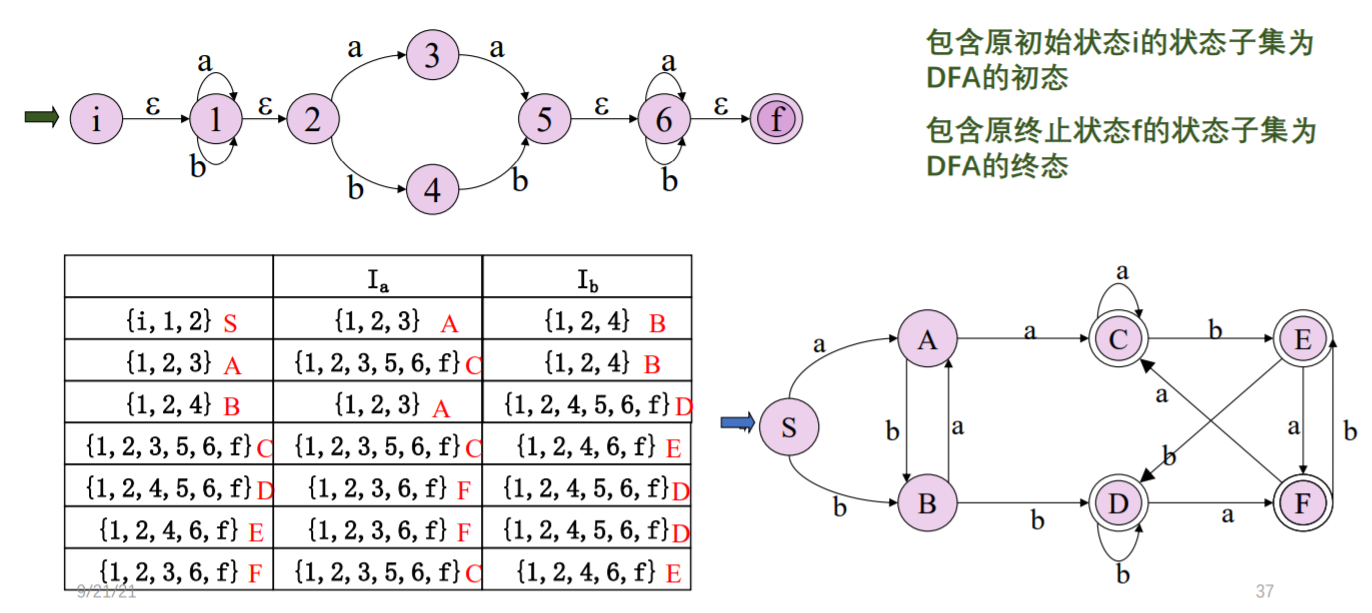 包含原初始状态i的状态子集为
DFA的初态
包含原终止状态f的状态子集为
DFA的终态
i ε 1 a b ε 2 a 3 a b 4 b 5 ε 6 a b ε f
Ia Ib
{i,1,2} S {1,2,3} A {1,2,4} B
{1,2,3} A {1,2,3,5,6,f} C {1,2,4} B
{1,2,4} B {1,2,3} A {1,2,4,5,6,f} D
{1,2,3,5,6,f} C {1,2,3,5,6,f} C {1,2,4,6,f} E
{1,2,4,5,6,f} D {1,2,3,6,f} F {1,2,4,5,6,f} D
{1,2,4,6,f} E {1,2,3,6,f} F {1,2,4,5,6,f} D
{1,2,3,6,f} F {1,2,3,5,6,f} C {1,2,4,6,f} E
a
A a C b E
a a
S b a b a b
b
B b D a F
b
9/21/21
37